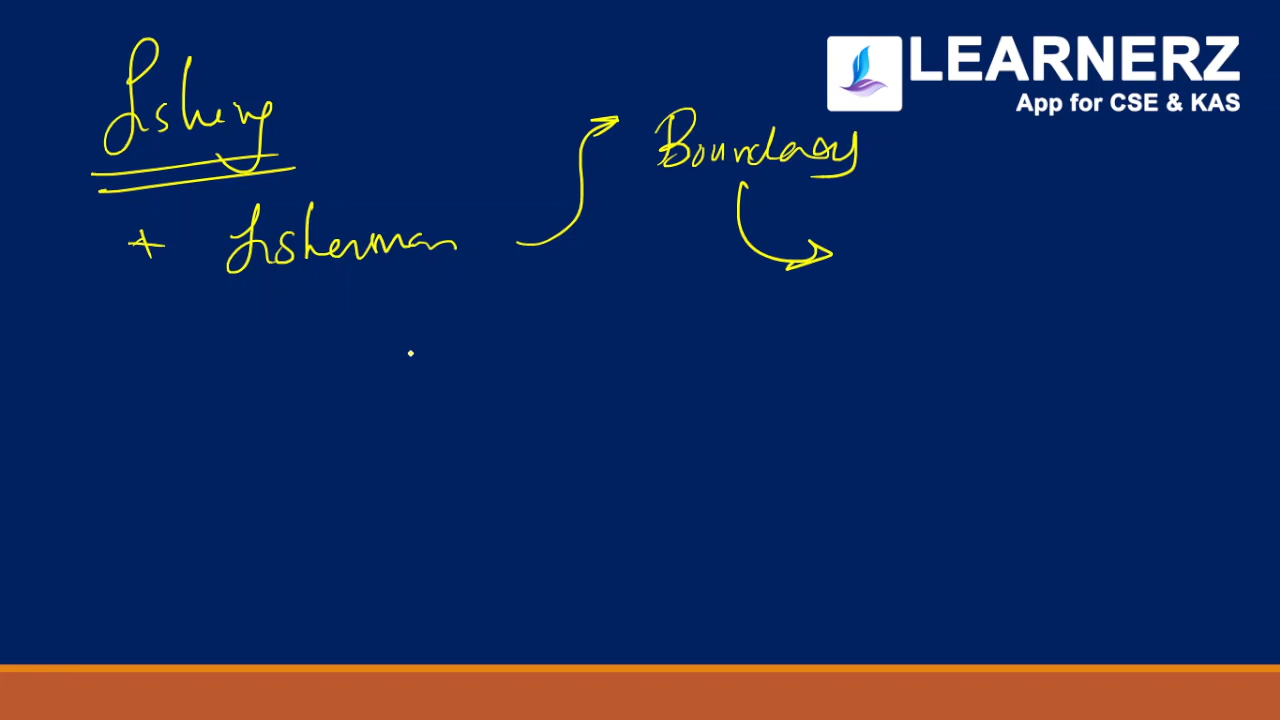 LEARNERZ
App for CSE & KAS
fishing
+ fisherman
Boundary